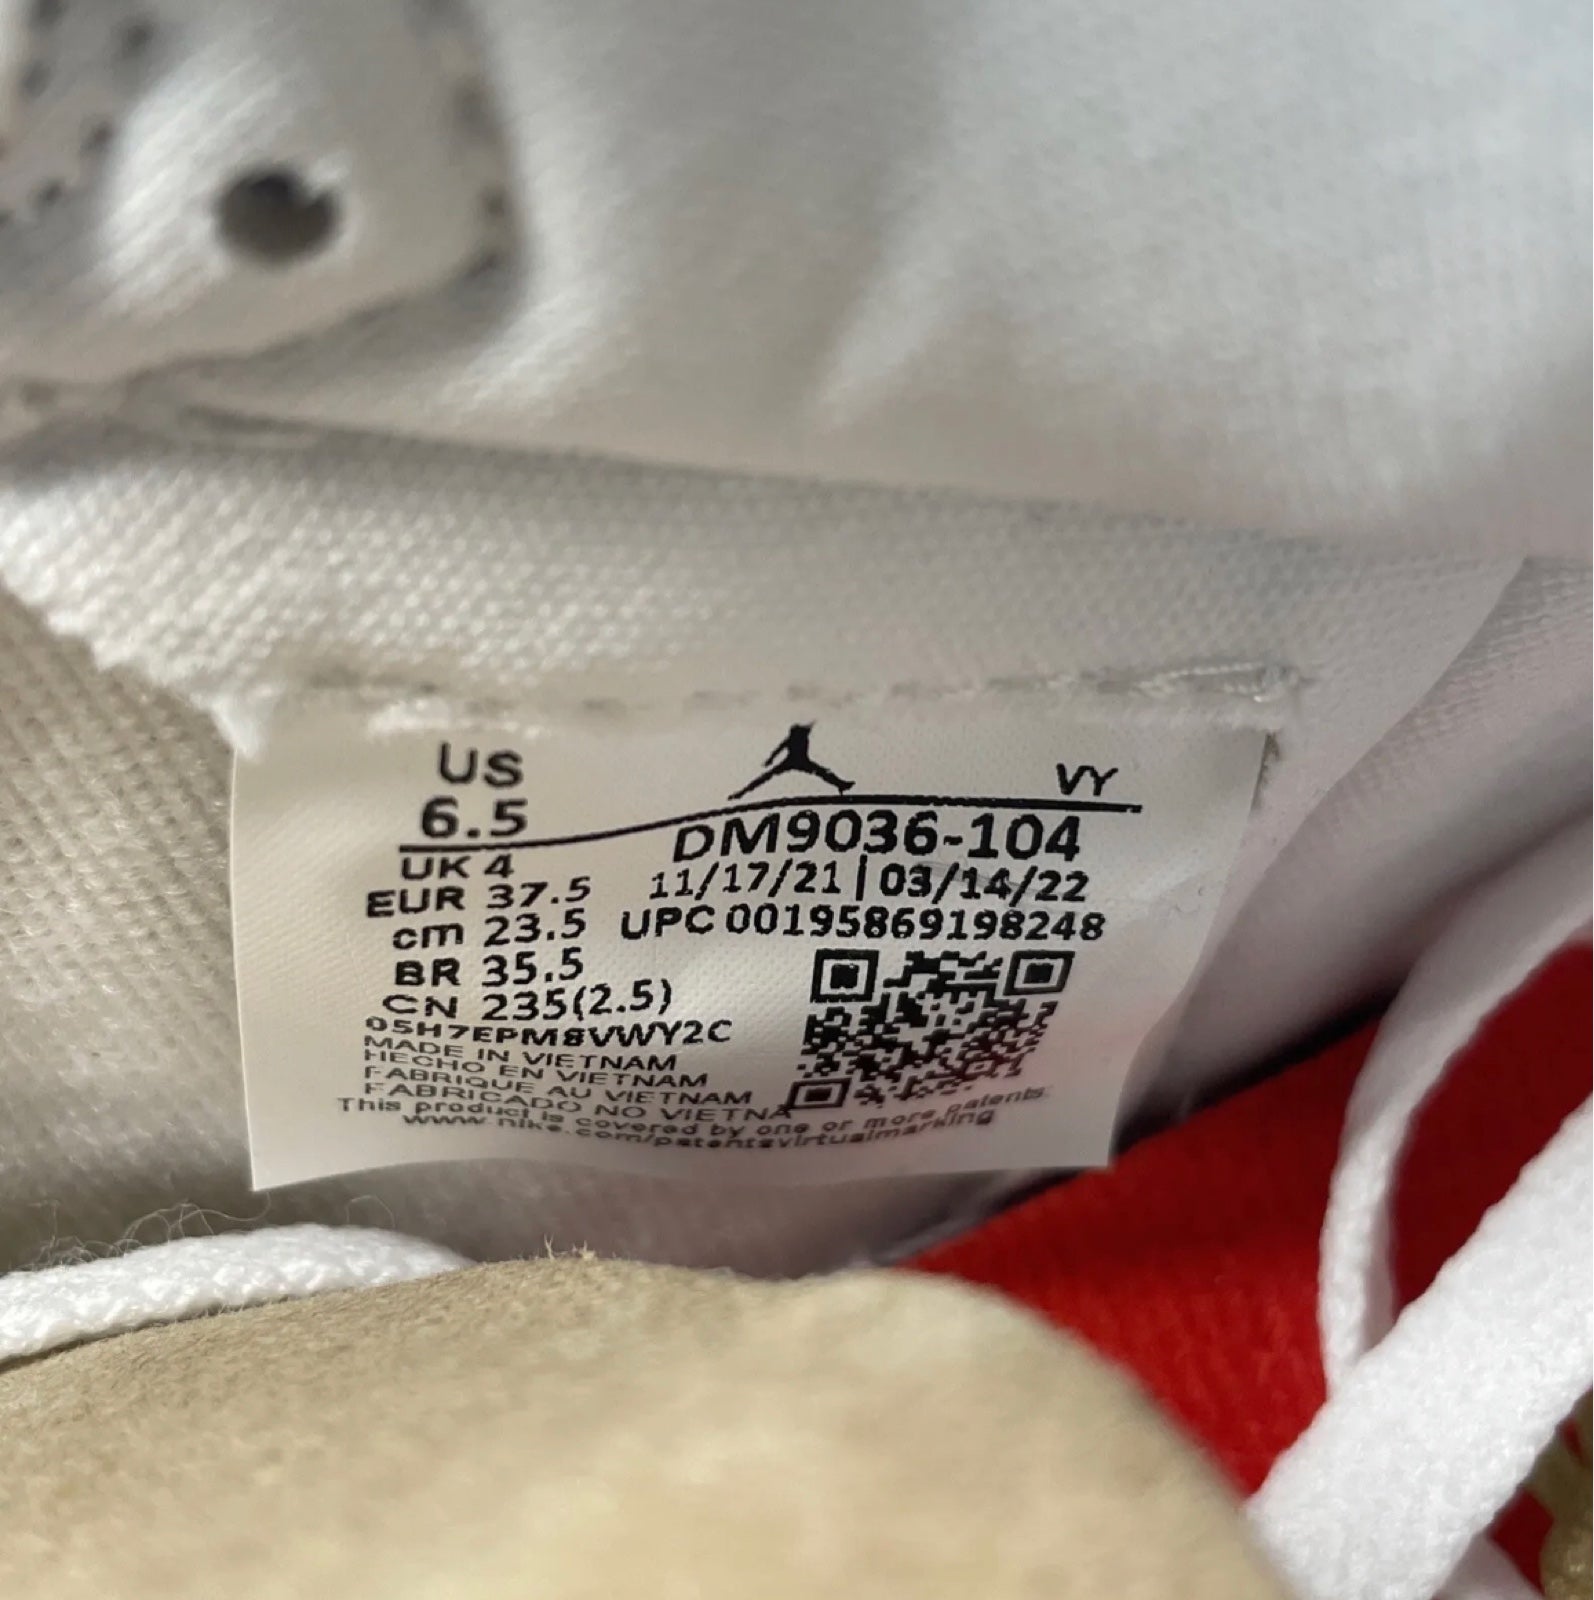 US
6.5
VY
DM9036-104
UK 4
11/17/21 | 03/14/22
EUR 37.5
UPC 00195869198248
cm 23.5
BR 35.5
CN 235(2.5)
05H7EPM8VWY2C
MADE IN VIETNAM
HECHO EN VIETNAM
FABRIQUE AU VIETNAM
FABRICADO NO VIETNA
This product is covered by one or more patents.
www.nike.com/patentsvirtualmarking